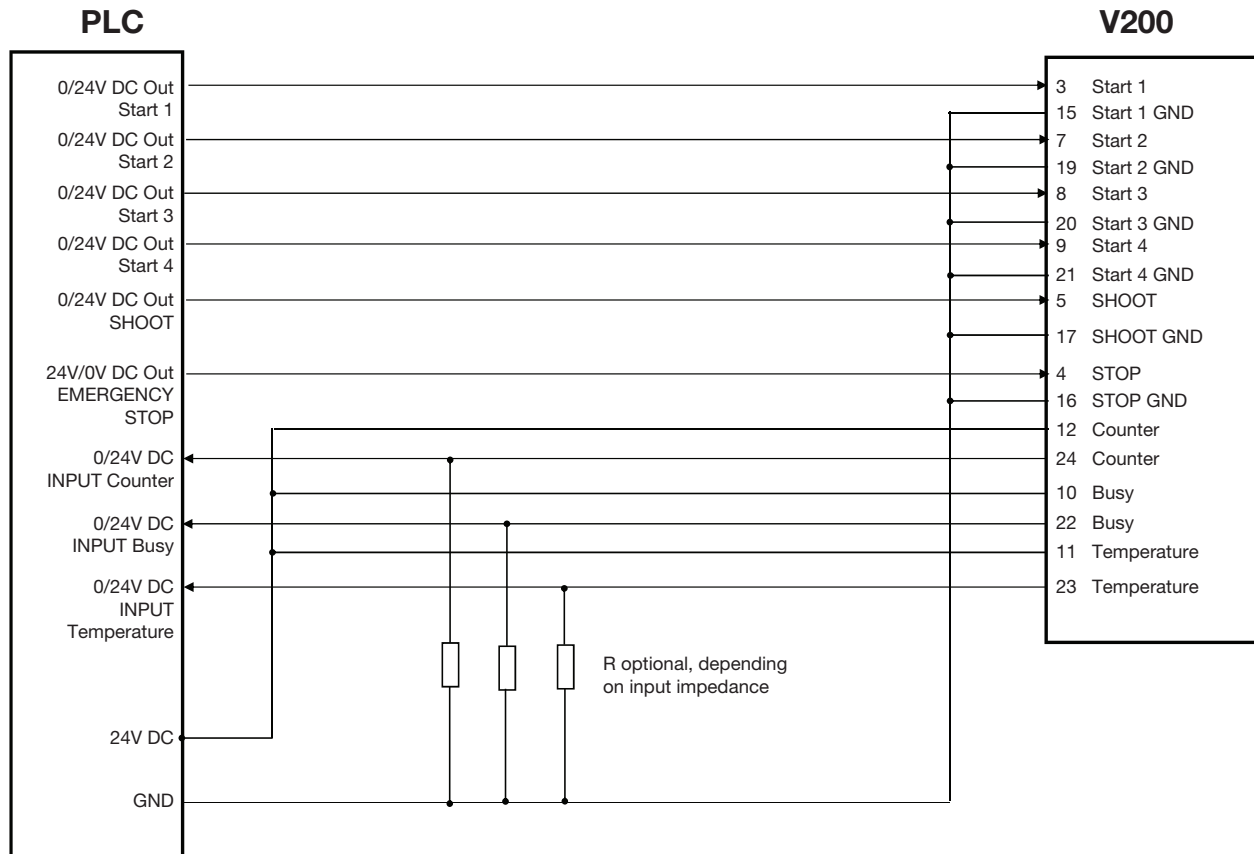 PLC
V200
0/24V DC Out
Start 1
0/24V DC Out
Start 2
0/24V DC Out
Start 3
0/24V DC Out
Start 4
0/24V DC Out
SHOOT
24V/0V DC Out
EMERGENCY
STOP
0/24V DC
INPUT Counter
0/24V DC
INPUT Busy
0/24V DC
INPUT
Temperature
24V DC
GND
R optional, depending
on input impedance
3 Start 1
15 Start 1 GND
7 Start 2
19 Start 2 GND
8 Start 3
20 Start 3 GND
9 Start 4
21 Start 4 GND
5 SHOOT
17 SHOOT GND
4 STOP
16 STOP GND
12 Counter
24 Counter
10 Busy
22 Busy
11 Temperature
23 Temperature